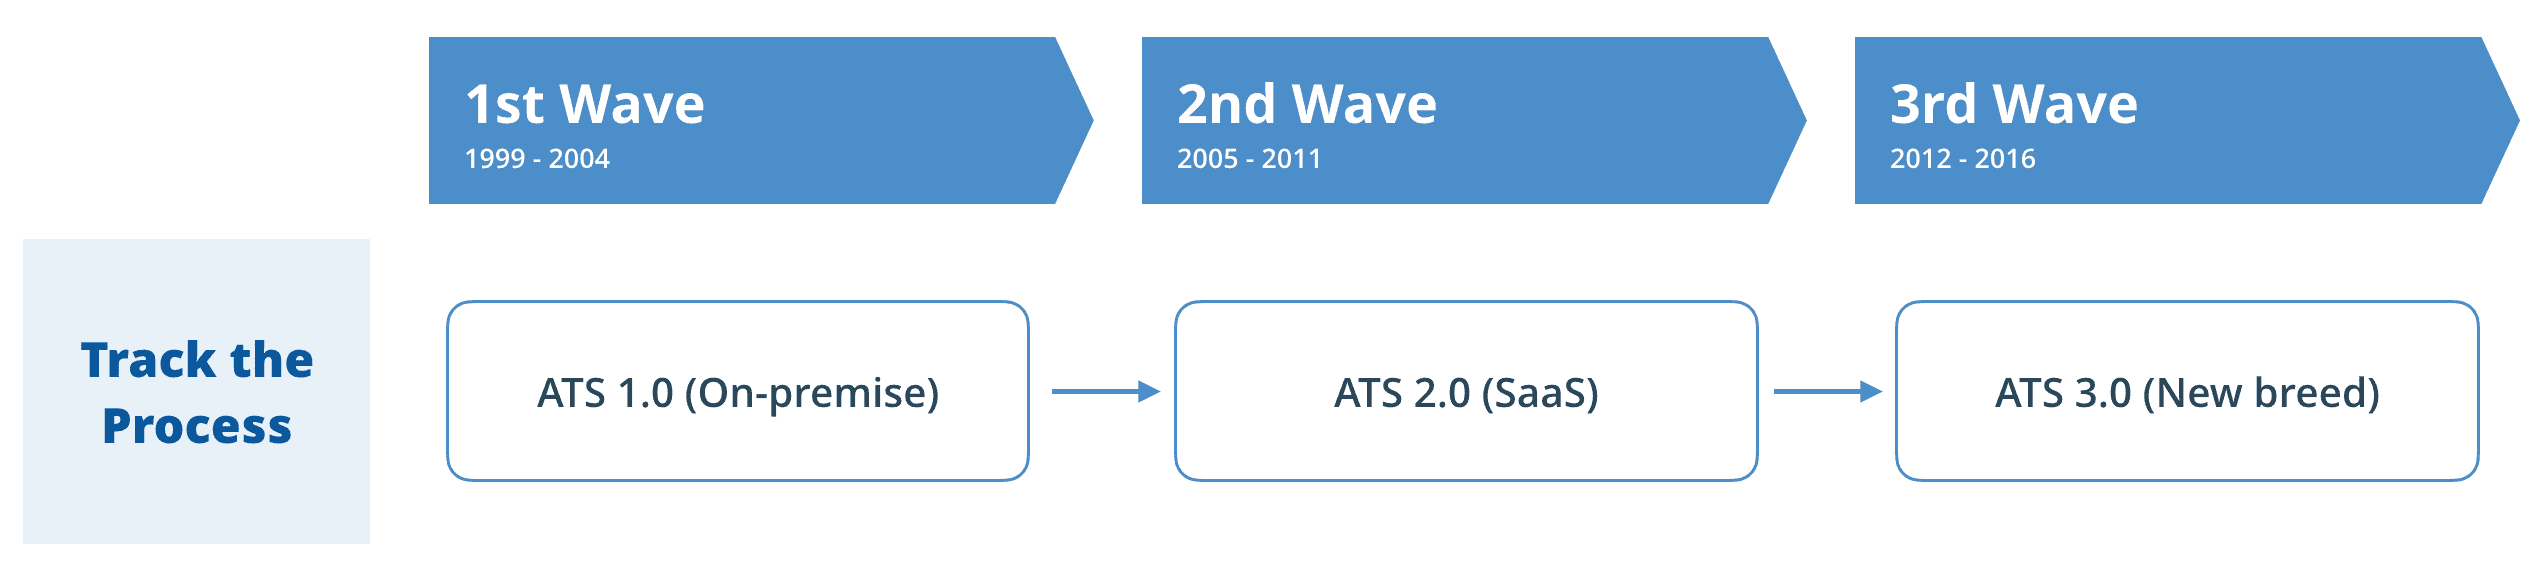 1st Wave
1999 - 2004
2nd Wave
2005 - 2011
3rd Wave
2012 - 2016
Track the
Process
ATS 1.0 (On-premise)
ATS 2.0 (SaaS)
ATS 3.0 (New breed)